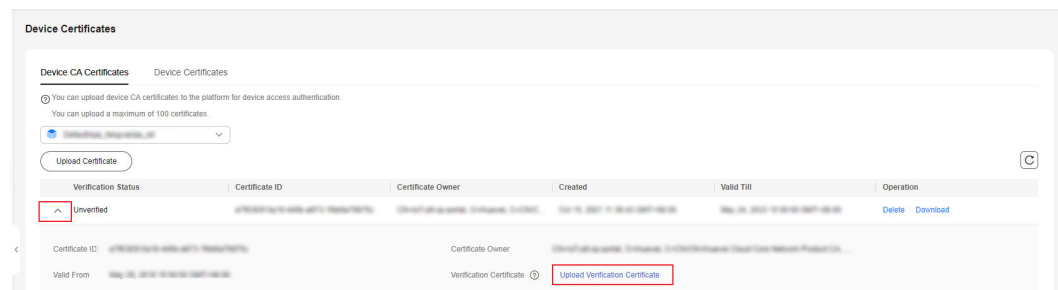 Device Certificates
Device CA Certificates Device Certificates
You can upload device CA certificates to the platform for device access authentication.
You can upload a maximum of 100 certificates.
Upload Certificate
Verification Status Certificate ID Certificate Owner Created Valid Till Operation
Unverified Delete Download
Certificate ID Certificate Owner
Valid From Verification Certificate Upload Verification Certificate